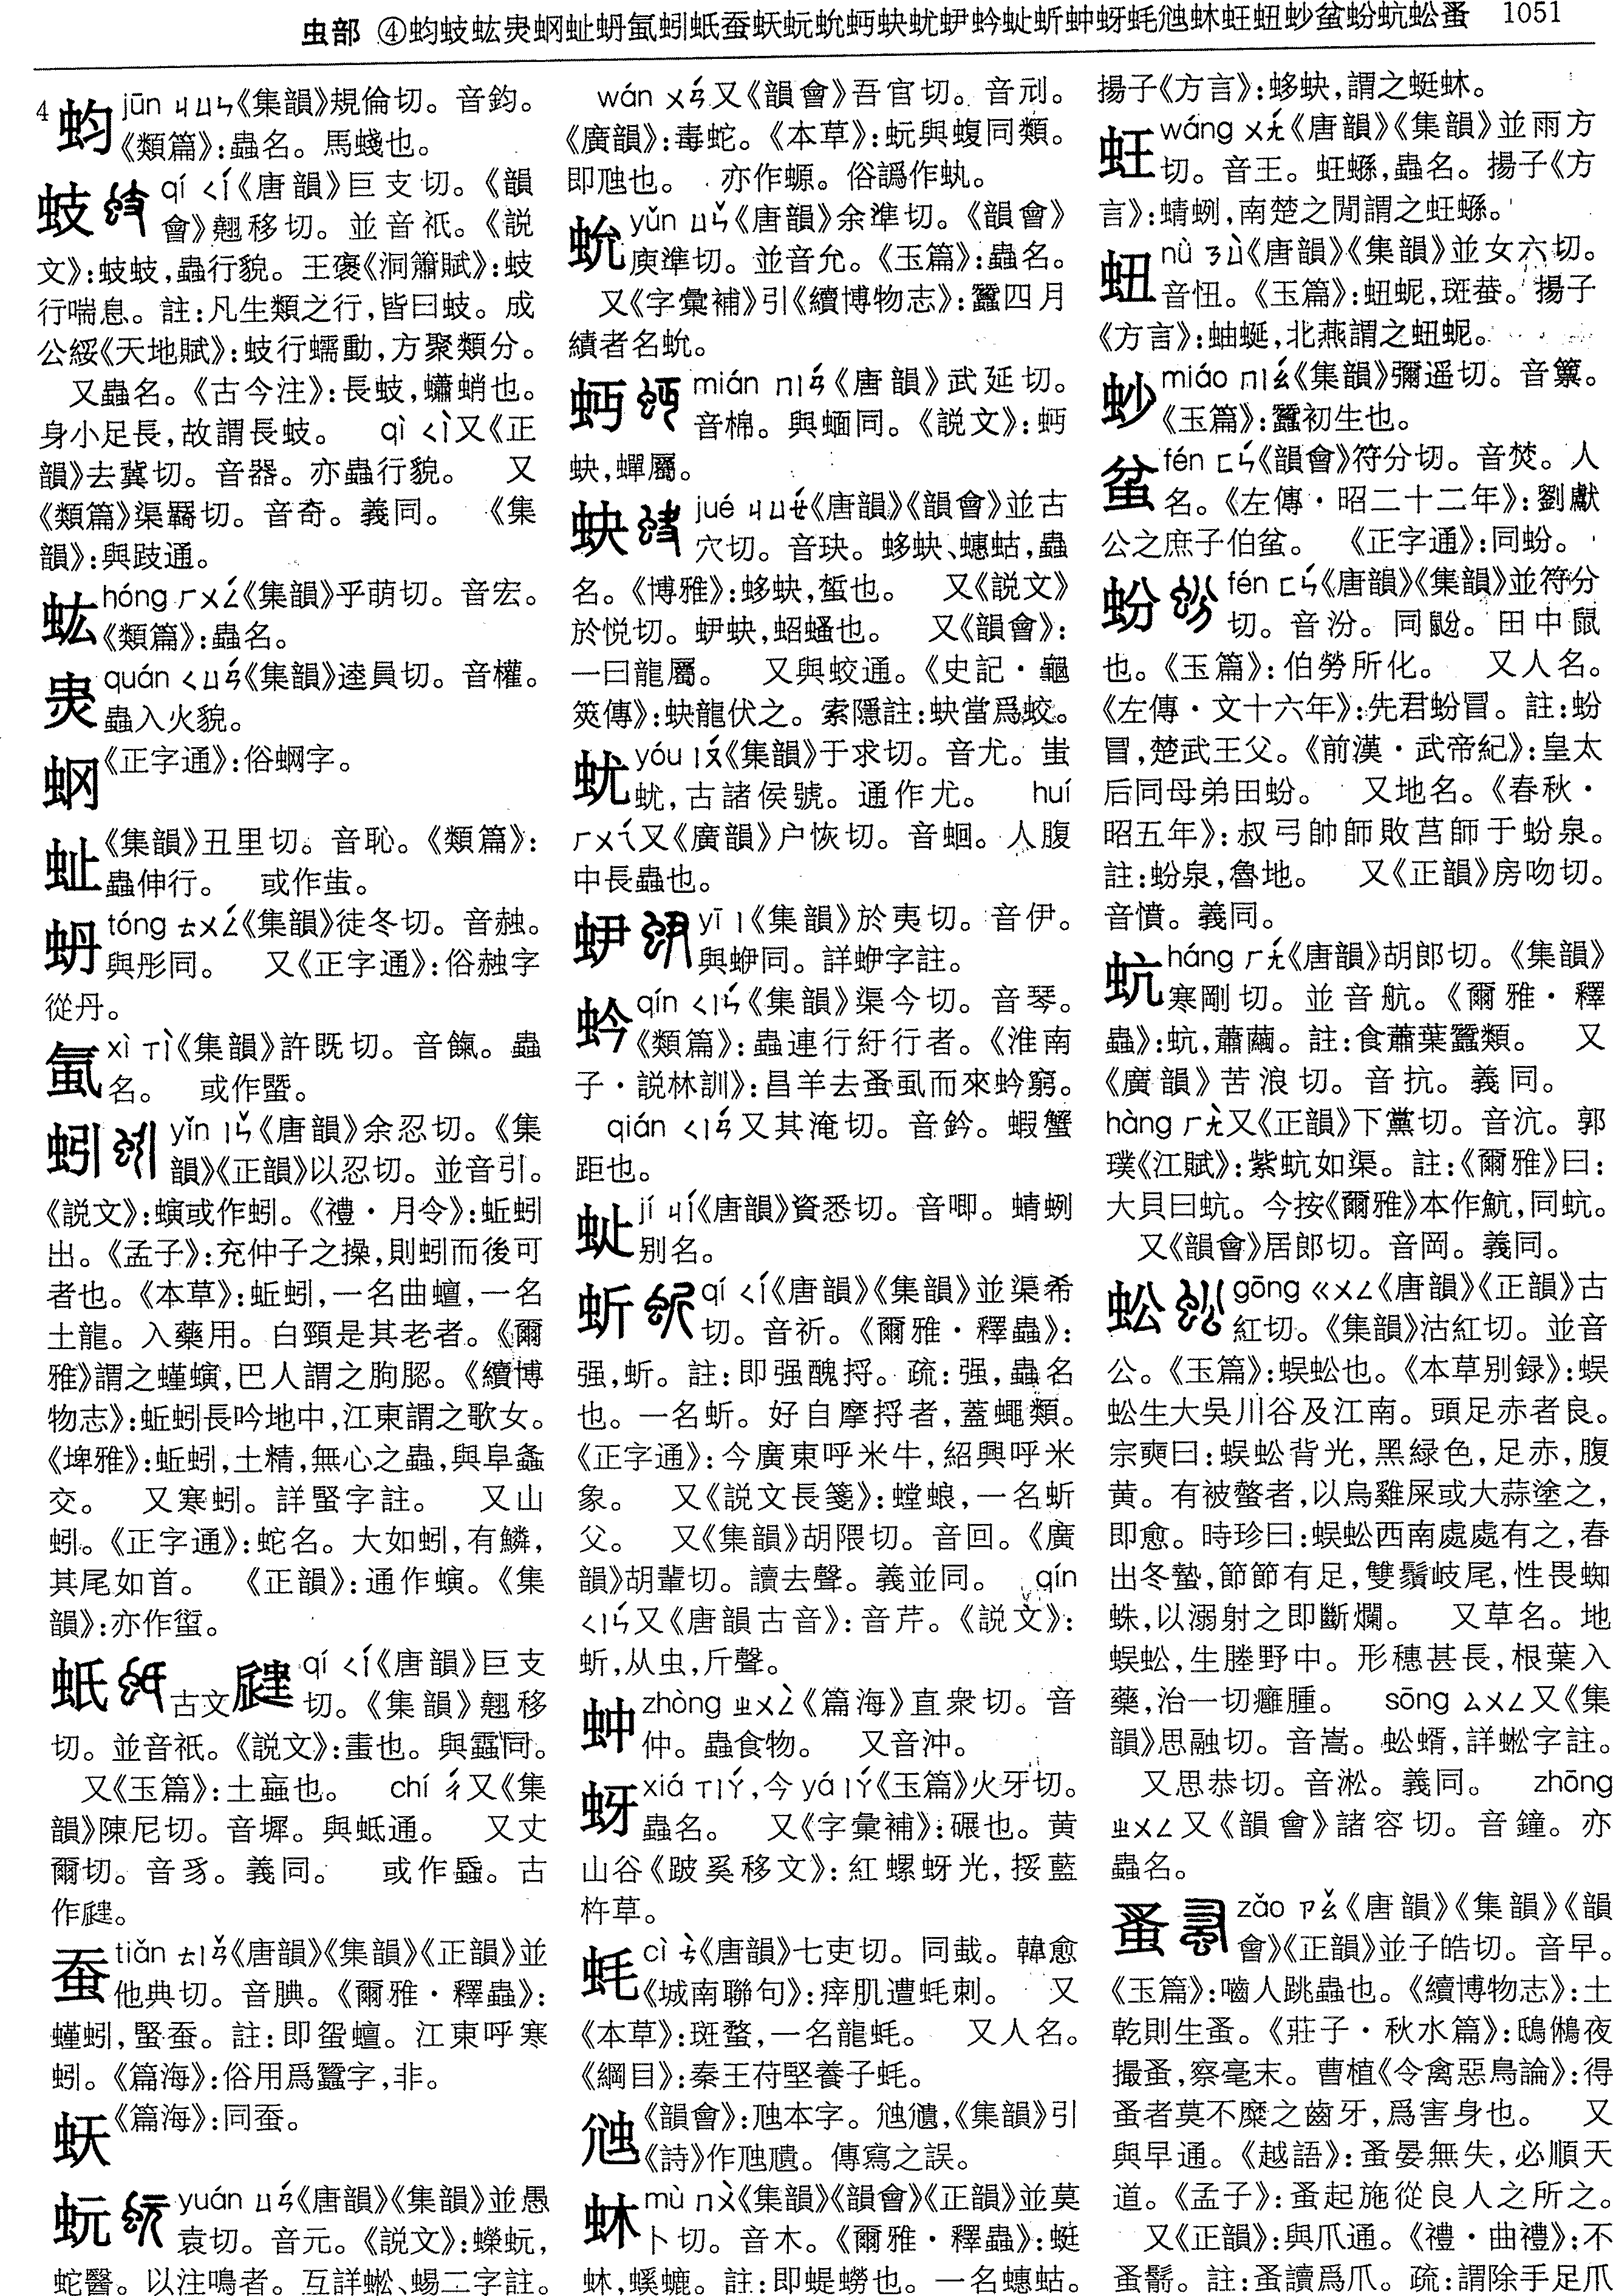 虫部 ④蚐蚑蚢蚗蚦蚔蚕蚖蚘蚙蚚蚛蚜蚝蚞蚟蚡蚣蚤 1051
4 蚐 jūn ㄐㄩㄣ《集韻》規倫切。音鈞。
《類篇》:蟲名。馬蠲也。
蚑 qí ㄑㄧˊ《唐韻》巨支切。《韻
會》翹移切。並音祇。《説
文》:蚑蚑,蟲行貌。王褒《洞簫賦》:蚑
行喘息。註:凡生類之行,皆曰蚑。成
公綏《天地賦》:蚑行蠕動,方聚類分。
又蟲名。《古今注》:長蚑,蠨蛸也。
身小足長,故謂長蚑。 qì ㄑㄧˋ又《正
韻》去冀切。音器。亦蟲行貌。 又
《類篇》渠羈切。音奇。義同。 《集
韻》:與跂通。
hóng ㄏㄨㄥˊ《集韻》乎萌切。音宏。
《類篇》:蟲名。
quán ㄑㄩㄢˊ《集韻》逵員切。音權。
蟲入火貌。
《正字通》:俗蝄字。
《集韻》丑里切。音恥。《類篇》:
蟲伸行。 或作蚩。
tóng ㄊㄨㄥˊ《集韻》徒冬切。音赨。
與彤同。 又《正字通》:俗赨字
從丹。
xì ㄒㄧˋ《集韻》許既切。音餼。蟲
名。 或作蟹。
蚓 yǐn ㄧㄣˇ《唐韻》余忍切。《集
韻》《正韻》以忍切。並音引。
《説文》:螾或作蚓。《禮・月令》:蚯蚓
出。《孟子》:充仲子之操,則蚓而後可
者也。《本草》:蚯蚓,一名曲蟺,一名
土龍。入藥用。白頸是其老者。《爾
雅》謂之螼螾,巴人謂之朐䏰。《續博
物志》:蚯蚓長吟地中,江東謂之歌女。
《埤雅》:蚯蚓,土精,無心之蟲,與阜螽
交。 又寒蚓。詳蜸字註。 又山
蚓。《正字通》:蛇名。大如蚓,有鱗,
其尾如首。 《正韻》:通作螾。《集
韻》:亦作螀。
蚔 古文 qí ㄑㄧˊ《唐韻》巨支
切。《集韻》翹移
切。並音祇。《説文》:畫也。與𧖅同。
又《玉篇》:土蠡也。 chí ㄔˊ又《集
韻》陳尼切。音墀。與蚳通。 又丈
爾切。音豸。義同。 或作䘐。古
作。
蚕 tiǎn ㄊㄧㄢˇ《唐韻》《集韻》《正韻》並
他典切。音腆。《爾雅・釋蟲》:
螼蚓,蜸蚕。註:即蛩蟺。江東呼寒
蚓。《篇海》:俗用爲蠶字,非。
《篇海》:同蚕。
蚖 yuán ㄩㄢˊ《唐韻》《集韻》並愚
袁切。音元。《説文》:蠑蚖,
蛇醫。以注鳴者。互詳蚣、蜴二字註。
wán ㄨㄢˊ又《韻會》吾官切。音刓。
《廣韻》:毒蛇。《本草》:蚖與蝮同類。
即虺也。 亦作螈。俗譌作蚖。
yǔn ㄩㄣˇ《唐韻》余準切。《韻會》
庾準切。並音允。《玉篇》:蟲名。
又《字彙補》引《續博物志》:蠶四月
績者名蚖。
蚵 mián ㄇㄧㄢˊ《唐韻》武延切。
音棉。與蝒同。《説文》:蚵
蚗,蟬屬。
蚗 jué ㄐㄩㄝˊ《唐韻》《韻會》並古
穴切。音玦。蛥蚗、蟪蛄,蟲
名。《博雅》:蛥蚗,蚻也。 又《説文》
於悦切。蛜蚗,蛁蟧也。 又《韻會》:
一曰龍屬。 又與蛟通。《史記・龜
筴傳》:蚗龍伏之。索隱註:蚗當爲蛟。
蚘 yóu ㄧㄡˊ《集韻》于求切。音尤。蚩
蚘,古諸侯號。通作尤。 huí
ㄏㄨㄟˊ又《廣韻》户恢切。音蛔。人腹
中長蟲也。
yī ㄧ《集韻》於夷切。音伊。
與蛜同。詳蛜字註。
蚙 qín ㄑㄧㄣˊ《集韻》渠今切。音琴。
《類篇》:蟲連行紆行者。《淮南
子・説林訓》:昌羊去蚤虱而來蚙窮。
qián ㄑㄧㄢˊ又其淹切。音鈐。蝦蟹
距也。
jí ㄐㄧˊ《唐韻》資悉切。音唧。蜻蛚
别名。
蚚 qí ㄑㄧˊ《唐韻》《集韻》並渠希
切。音祈。《爾雅・釋蟲》:
强,蚚。註:即强醜捋。疏:强,蟲名
也。一名蚚。好自摩捋者,蓋蠅類。
《正字通》:今廣東呼米牛,紹興呼米
象。 又《説文長箋》:螳蜋,一名蚚
父。 又《集韻》胡隈切。音回。《廣
韻》胡輩切。讀去聲。義並同。 qín
ㄑㄧㄣˊ又《唐韻古音》:音芹。《説文》:
蚚,从虫,斤聲。
蚛 zhòng ㄓㄨㄥˋ《篇海》直衆切。音
仲。蟲食物。 又音沖。
蚜 xiá ㄒㄧㄚˊ,今 yá ㄧㄚˊ《玉篇》火牙切。
蟲名。 又《字彙補》:碾也。黄
山谷《跛奚移文》:紅螺蚜光,挼藍
杵草。
蚝 cì ㄘˋ《唐韻》七吏切。同蛓。韓愈
《城南聯句》:痒肌遭蚝刺。 又
《本草》:斑蝥,一名龍蚝。 又人名。
《綱目》:秦王苻堅養子蚝。
《韻會》:虺本字。虺隤,《集韻》引
《詩》作虺隤。傳寫之誤。
蚞 mù ㄇㄨˋ《集韻》《韻會》《正韻》並莫
卜切。音木。《爾雅・釋蟲》:蜓
蚞,螇螰。註:即蝭蟧也。一名蟪蛄。
揚子《方言》:蛥蚗,謂之蜓蚞。
蚟 wáng ㄨㄤˊ《唐韻》《集韻》並雨方
切。音王。蚟蟓,蟲名。揚子《方
言》:蜻蛚,南楚之閒謂之蚟孫。
nǜ ㄋㄩˋ《唐韻》《集韻》並女六切。
音忸。《玉篇》:蚭,斑蛬。揚子
《方言》:蚰蜒,北燕謂之蚭。
miáo ㄇㄧㄠˊ《集韻》彌遥切。音篻。
《玉篇》:蠶初生也。
fén ㄈㄣˊ《韻會》符分切。音焚。人
名。《左傳・昭二十二年》:劉獻
公之庶子伯蚠。 《正字通》:同蚡。
蚡 fén ㄈㄣˊ《唐韻》《集韻》並符分
切。音汾。同鼢。田中鼠
也。《玉篇》:伯勞所化。 又人名。
《左傳・文十六年》:先君蚡冒。註:蚡
冒,楚武王父。《前漢・武帝紀》:皇太
后同母弟田蚡。 又地名。《春秋・
昭五年》:叔弓帥師敗莒師于蚡泉。
註:蚡泉,魯地。 又《正韻》房吻切。
音憤。義同。
蚢 háng ㄏㄤˊ《唐韻》胡郎切。《集韻》
寒剛切。並音航。《爾雅・釋
蟲》:蚢,蕭繭。註:食蕭葉蠶類。 又
《廣韻》苦浪切。音抗。義同。
hàng ㄏㄤˋ又《正韻》下黨切。音沆。郭
璞《江賦》:紫蚢如渠。註:《爾雅》曰:
大貝曰蚢。今按《爾雅》本作魧,同蚢。
又《韻會》居郎切。音岡。義同。
蚣 gōng ㄍㄨㄥ《唐韻》《正韻》古
紅切。《集韻》沽紅切。並音
公。《玉篇》:蜈蚣也。《本草别録》:蜈
蚣生大吳川谷及江南。頭足赤者良。
宗奭曰:蜈蚣背光,黑緑色,足赤,腹
黄。有被螫者,以烏雞屎或大蒜塗之,
即愈。時珍曰:蜈蚣西南處處有之,春
出冬蟄,節節有足,雙鬚岐尾,性畏蜘
蛛,以溺射之即斷爛。 又草名。地
蜈蚣,生塍野中。形穗甚長,根葉入
藥,治一切癰腫。 sōng ㄙㄨㄥ又《集
韻》思融切。音嵩。蚣蝑,詳蜙字註。
又思恭切。音淞。義同。 zhōng
ㄓㄨㄥ又《韻會》諸容切。音鐘。亦
蟲名。
蚤 zǎo ㄗㄠˇ《唐韻》《集韻》《韻
會》《正韻》並子皓切。音早。
《玉篇》:嚙人跳蟲也。《續博物志》:土
乾則生蚤。《莊子・秋水篇》:鴟鵂夜
撮蚤,察毫末。曹植《令禽惡鳥論》:得
蚤者莫不糜之齒牙,爲害身也。 又
與早通。《越語》:蚤晏無失,必順天
道。《孟子》:蚤起施從良人之所之。
又《正韻》:與爪通。《禮・曲禮》:不
蚤鬋。註:蚤讀爲爪。疏:謂除手足爪